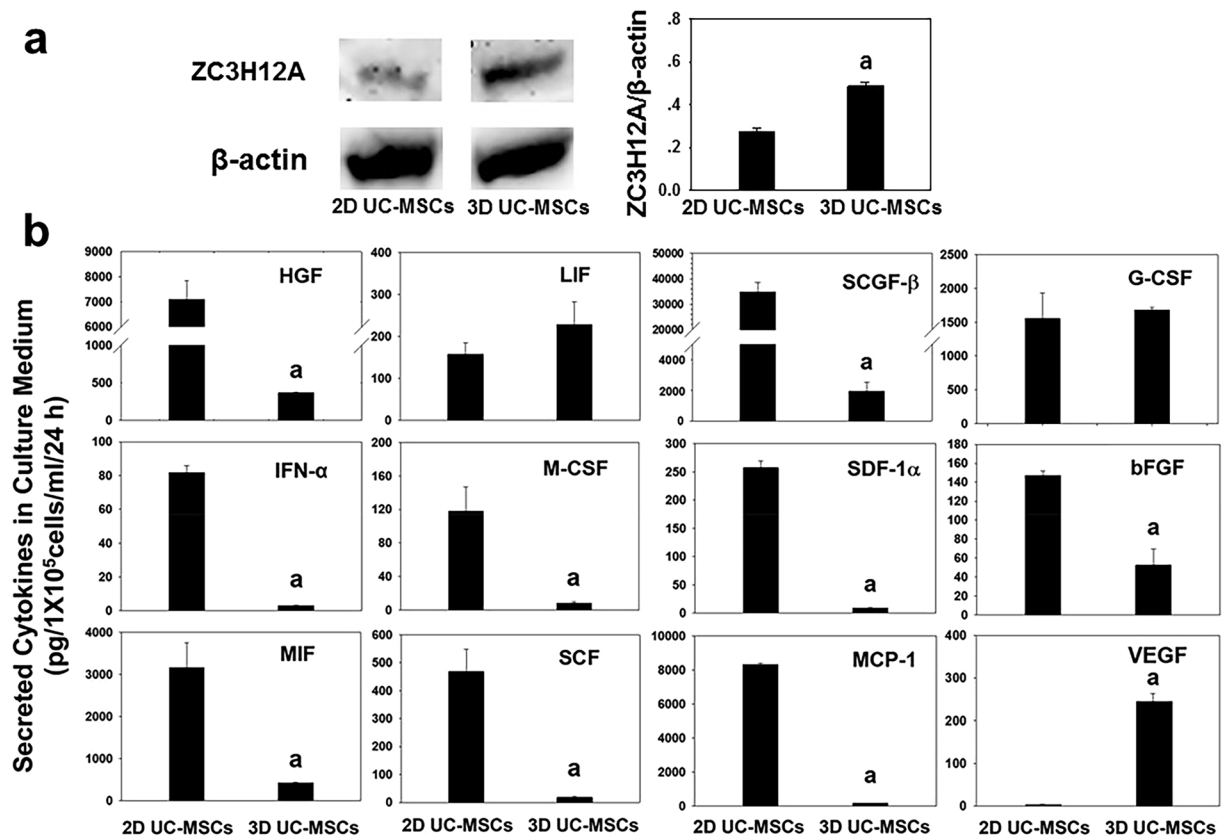 a
ZC3H12A
β-actin
2D UC-MSCs 3D UC-MSCs
ZC3H12A/β-actin
.8
.6
.4
.2
0.0
a
2D UC-MSCs 3D UC-MSCs
b
Secreted Cytokines in Culture Medium
(pg/1X10⁵cells/ml/24 h)
9000
8000
7000
6000
1000
500
0
HGF
a
400
300
200
100
0
LIF
50000
40000
30000
20000
4000
2000
0
SCGF-β
a
2500
2000
1500
1000
500
0
G-CSF
100
80
60
40
20
0
IFN-α
a
200
160
120
80
40
0
M-CSF
a
300
250
200
150
100
50
0
SDF-1α
a
180
160
140
120
100
80
60
40
20
0
bFGF
a
4000
3000
2000
1000
0
MIF
a
2D UC-MSCs 3D UC-MSCs
600
500
400
300
200
100
0
SCF
a
2D UC-MSCs 3D UC-MSCs
10000
8000
6000
4000
2000
0
MCP-1
a
2D UC-MSCs 3D UC-MSCs
400
300
200
100
0
VEGF
a
2D UC-MSCs 3D UC-MSCs